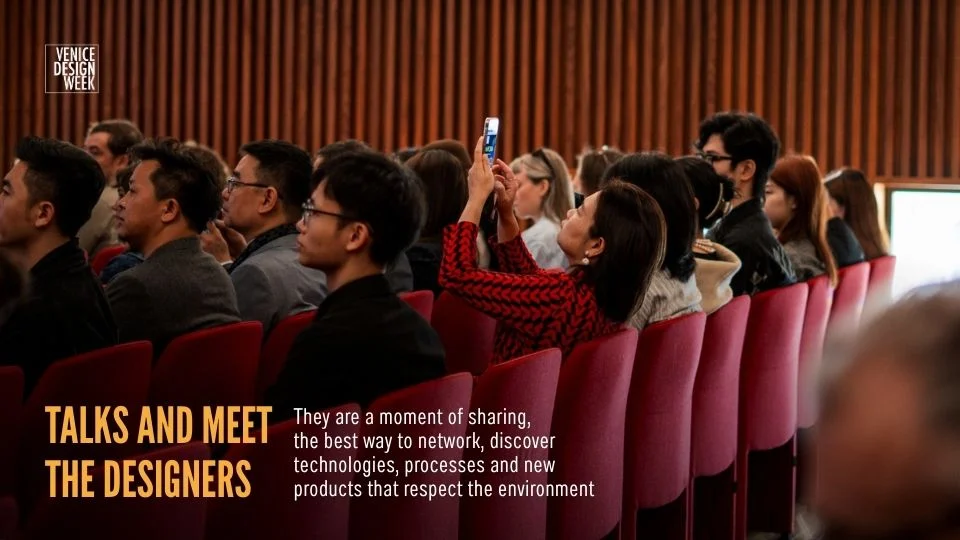 VENICE
DESIGN
WEEK
TALKS AND MEET
THE DESIGNERS
They are a moment of sharing,
the best way to network, discover
technologies, processes and new
products that respect the environment